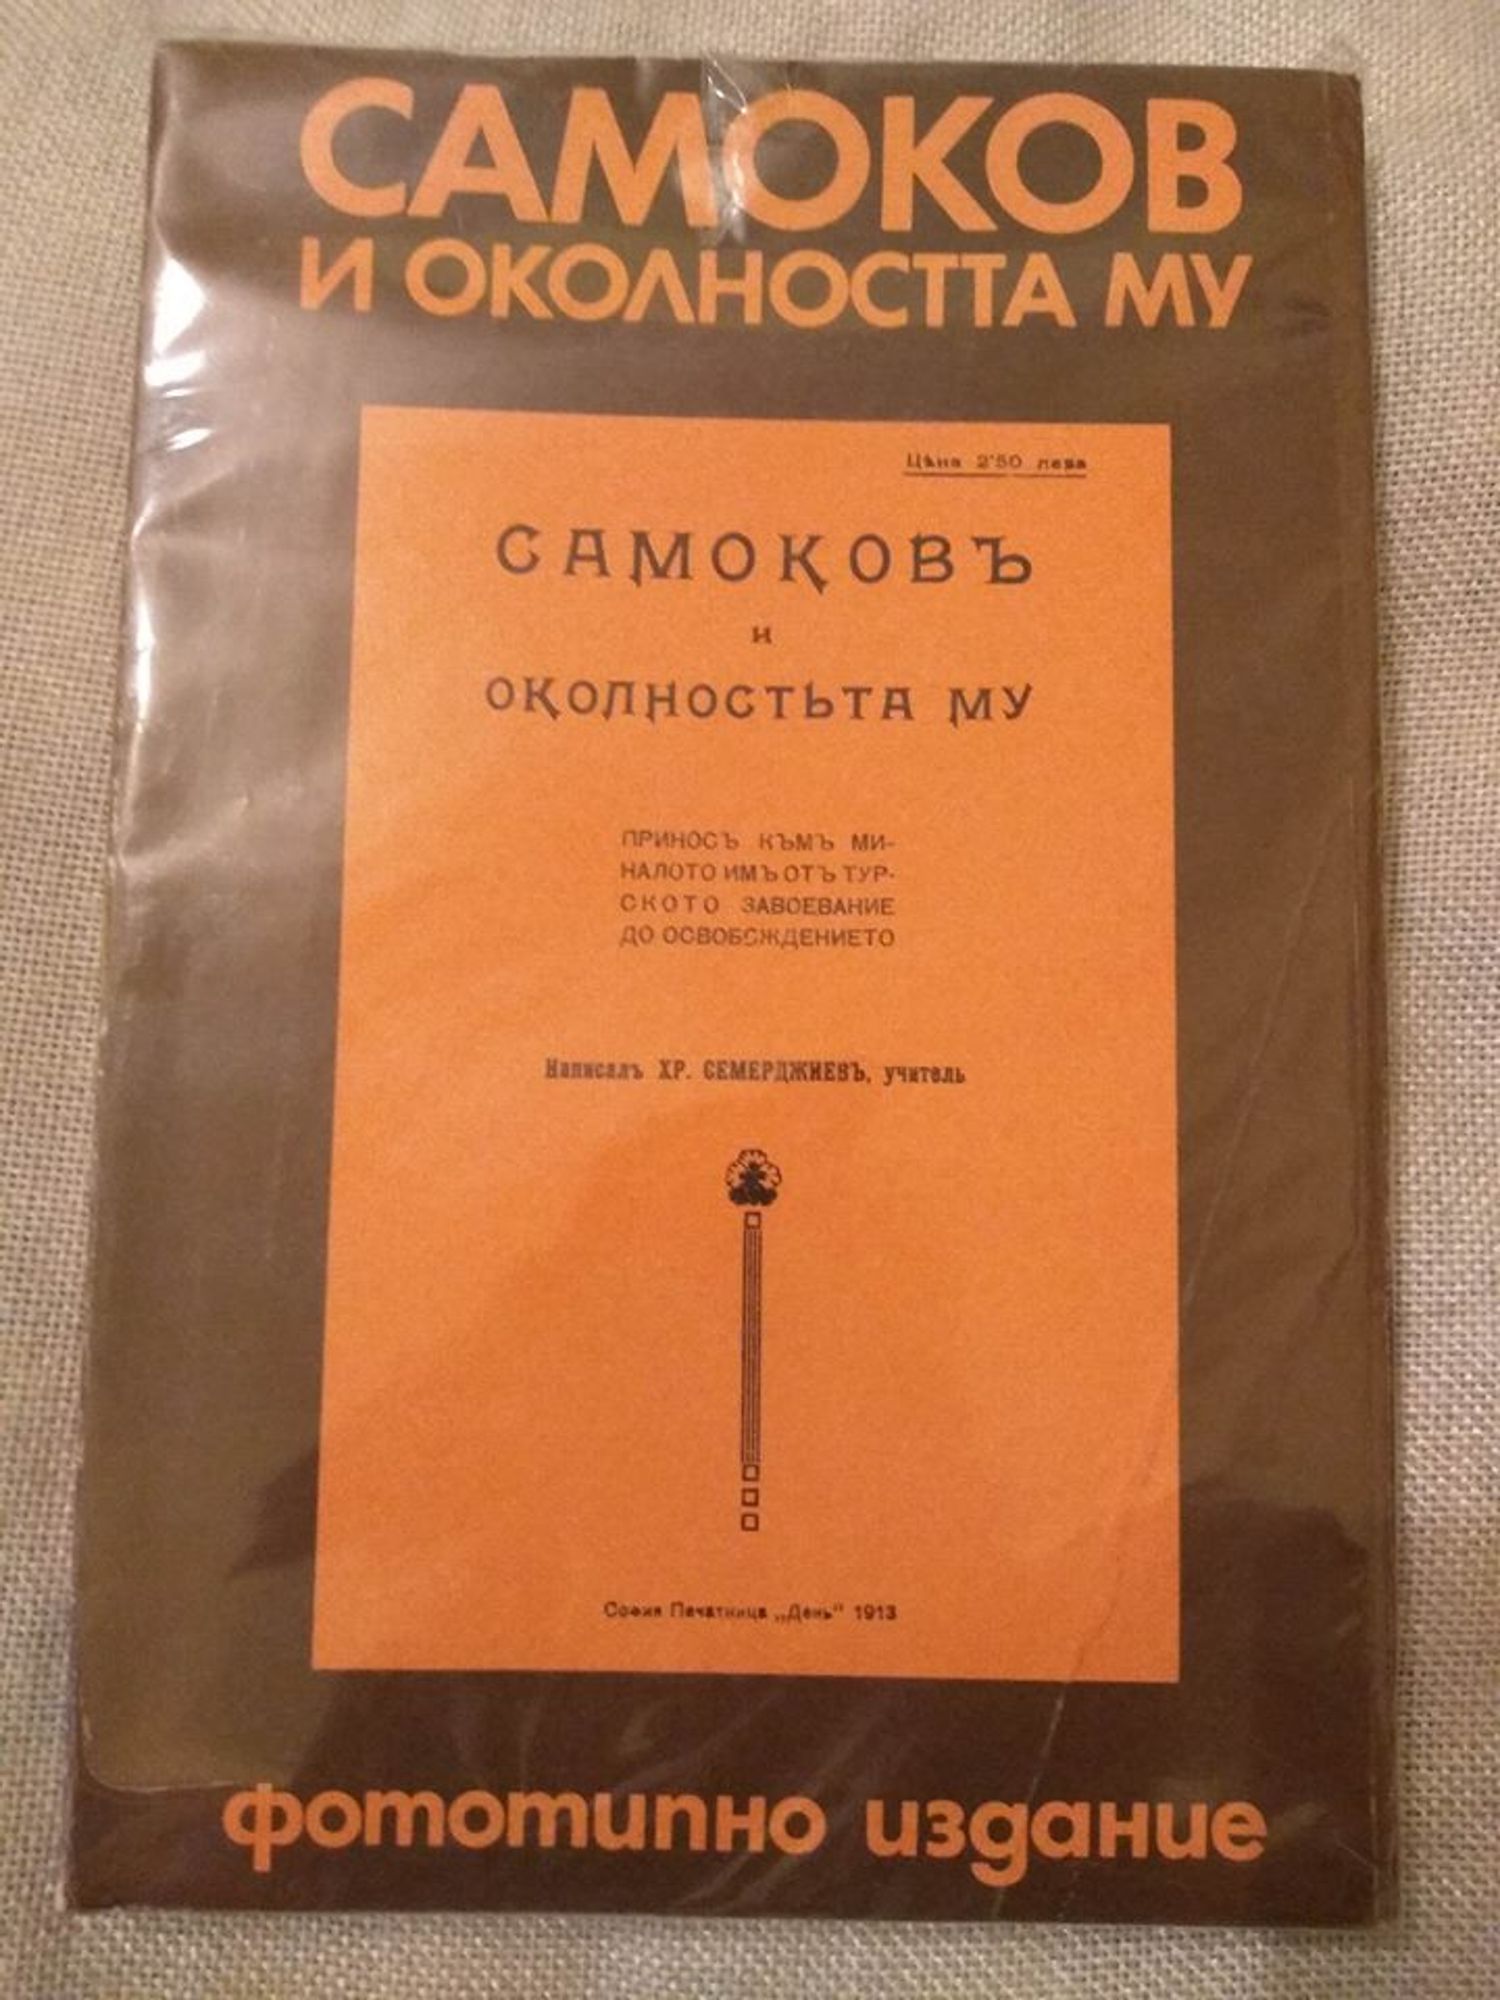 САМОКОВ
И ОКОЛНОСТТА МУ
Цѣна 2·50 лева
САМОКОВЪ
и
ОКОЛНОСТЬТА МУ
ПРИНОСЪ КЪМЪ МИ-
НАЛОТО ИМЪ ОТЪ ТУР-
СКОТО ЗАВОЕВАНИЕ
ДО ОСВОБОЖДЕНИЕТО
Написалъ ХР. СЕМЕРДЖИЕВЪ, учитель
София Печатница „День“ 1913
фототипно издание